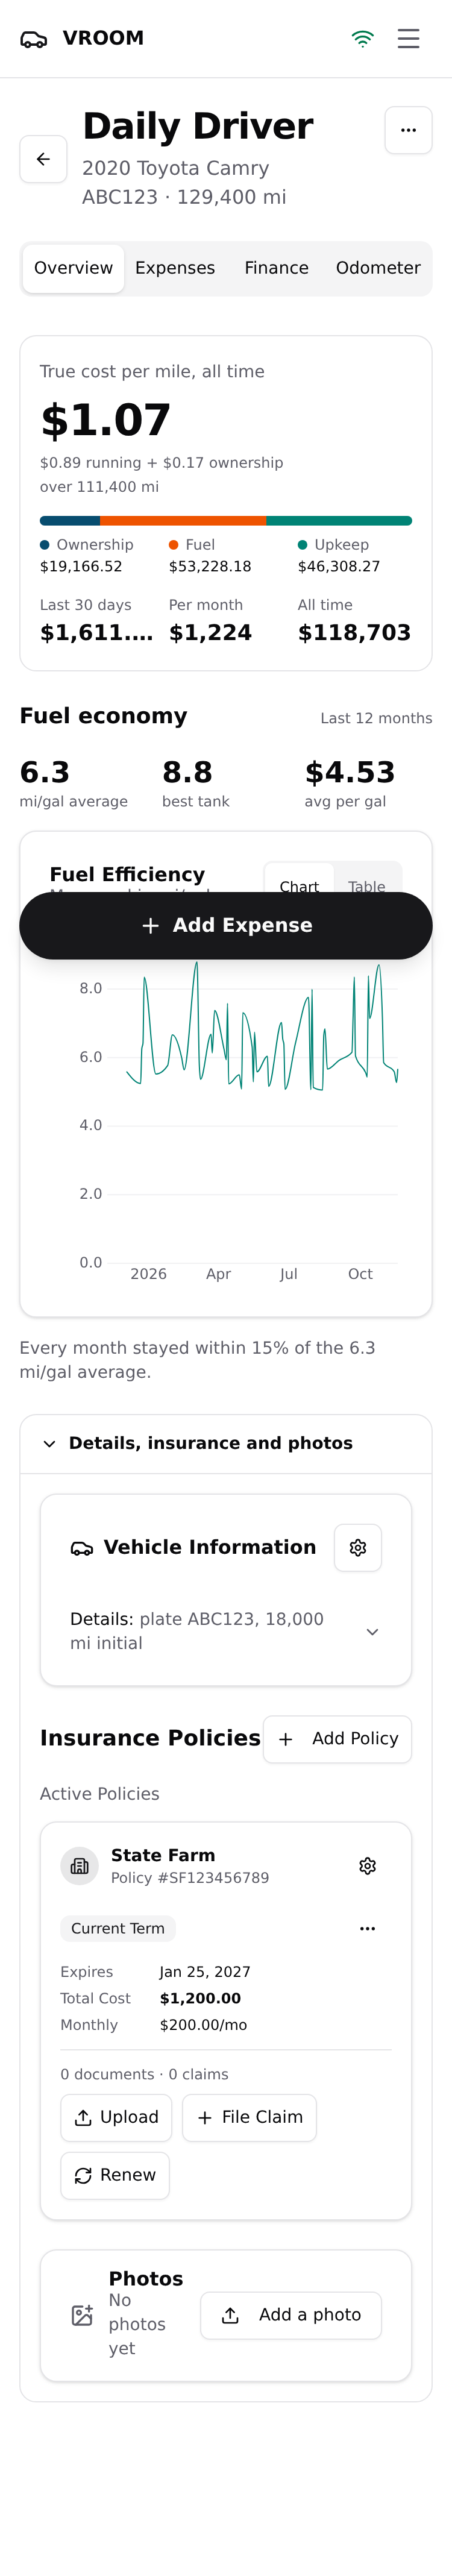 VROOM
Daily Driver
2020 Toyota Camry
ABC123 · 129,400 mi
Overview
Expenses
Finance
Odometer
True cost per mile, all time
$1.07
$0.89 running + $0.17 ownership
over 111,400 mi
Ownership
$19,166.52
Fuel
$53,228.18
Upkeep
$46,308.27
Last 30 days
$1,611.…
Per month
$1,224
All time
$118,703
Fuel economy
Last 12 months
6.3
mi/gal average
8.8
best tank
$4.53
avg per gal
Fuel Efficiency
Chart
Table
Add Expense
8.0
6.0
4.0
2.0
0.0
2026
Apr
Jul
Oct
Every month stayed within 15% of the 6.3
mi/gal average.
Details, insurance and photos
Vehicle Information
Details: plate ABC123, 18,000
mi initial
Insurance Policies
Add Policy
Active Policies
State Farm
Policy #SF123456789
Current Term
Expires Jan 25, 2027
Total Cost $1,200.00
Monthly $200.00/mo
0 documents · 0 claims
Upload
File Claim
Renew
Photos
No
photos
yet
Add a photo